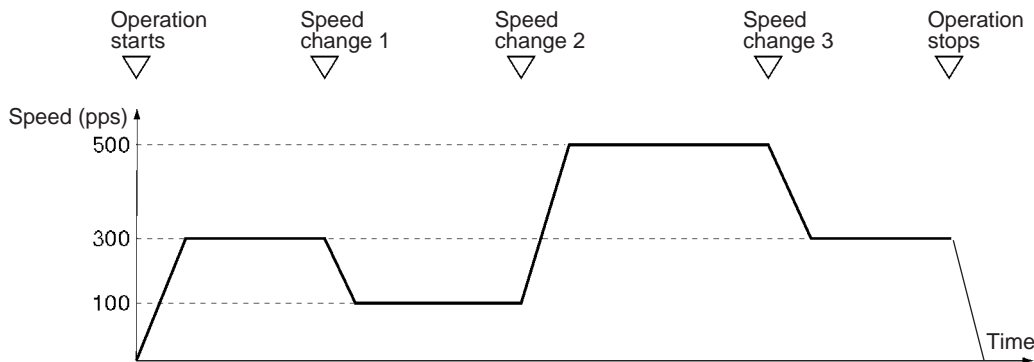 Operation
starts
Speed
change 1
Speed
change 2
Speed
change 3
Operation
stops
Speed (pps)
500
300
100
Time